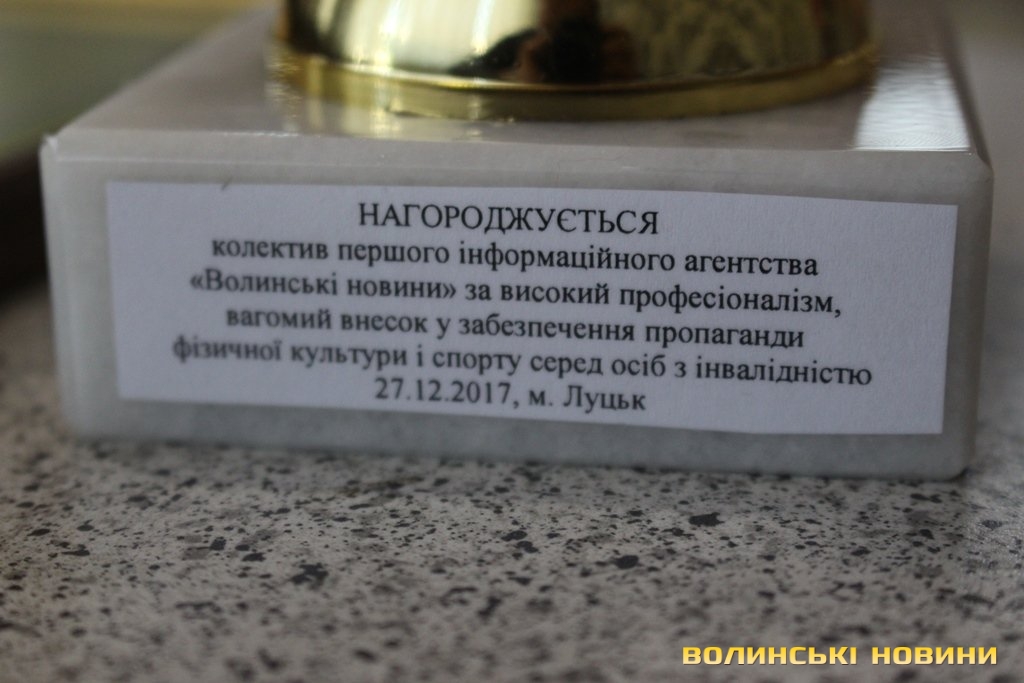 НАГОРОДЖУЄТЬСЯ
колектив першого інформаційного агентства
«Волинські новини» за високий професіоналізм,
вагомий внесок у забезпечення пропаганди
фізичної культури і спорту серед осіб з інвалідністю
27.12.2017, м. Луцьк
ВОЛИНСЬКІ НОВИНИ